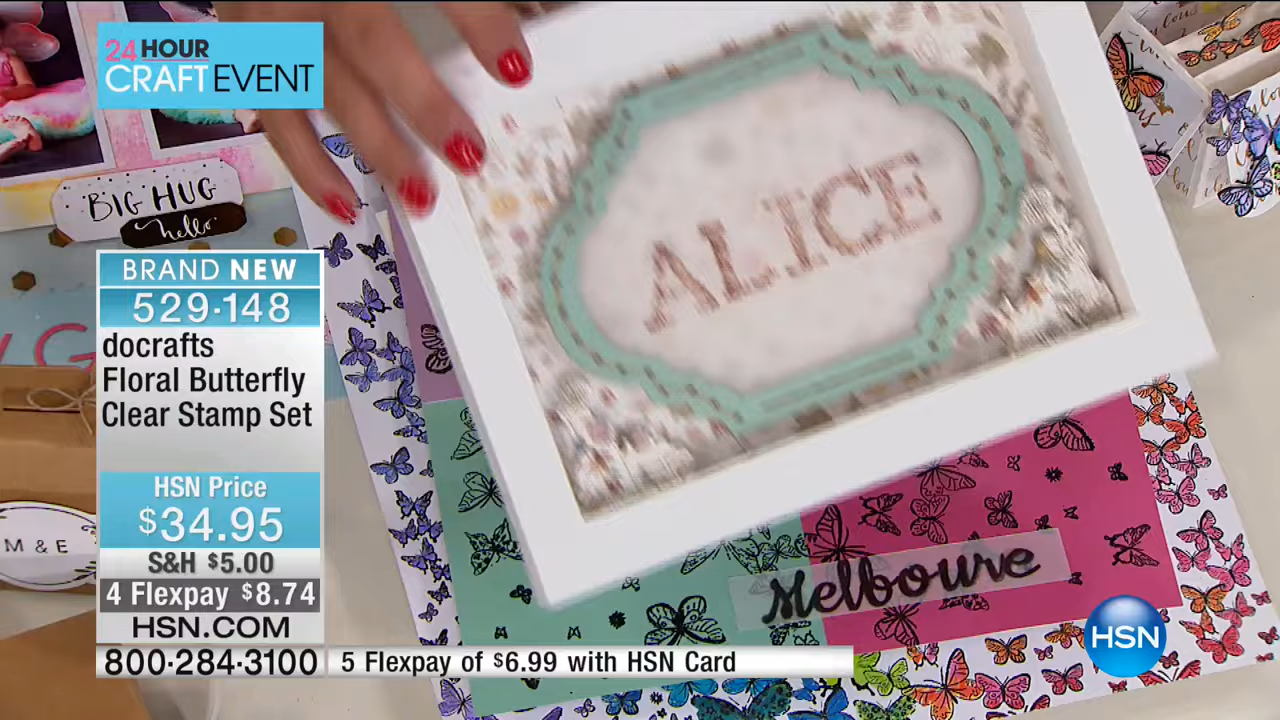 24 HOUR
CRAFT EVENT
BIG HUG
hello
BRAND NEW
529·148
docrafts
Floral Butterfly
Clear Stamp Set
HSN Price
$34.95
S&H $5.00
4 Flexpay $8.74
HSN.COM
800·284·3100
5 Flexpay of $6.99 with HSN Card
ALICE
Melboure
M & E
HSN